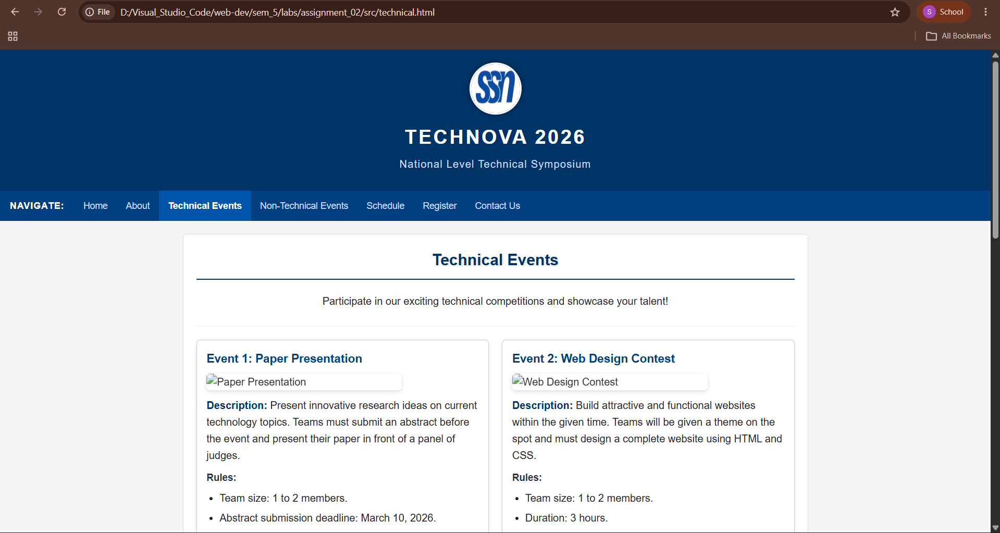 File
D:/Visual_Studio_Code/web-dev/sem_5/labs/assignment_02/src/technical.html
S
School
All Bookmarks
ssn
TECHNOVA 2026
National Level Technical Symposium
NAVIGATE: Home About Technical Events Non-Technical Events Schedule Register Contact Us
Technical Events
Participate in our exciting technical competitions and showcase your talent!
Event 1: Paper Presentation
Paper Presentation
Description: Present innovative research ideas on current
technology topics. Teams must submit an abstract before
the event and present their paper in front of a panel of
judges.
Rules:
• Team size: 1 to 2 members.
• Abstract submission deadline: March 10, 2026.
Event 2: Web Design Contest
Web Design Contest
Description: Build attractive and functional websites
within the given time. Teams will be given a theme on the
spot and must design a complete website using HTML and
CSS.
Rules:
• Team size: 1 to 2 members.
• Duration: 3 hours.